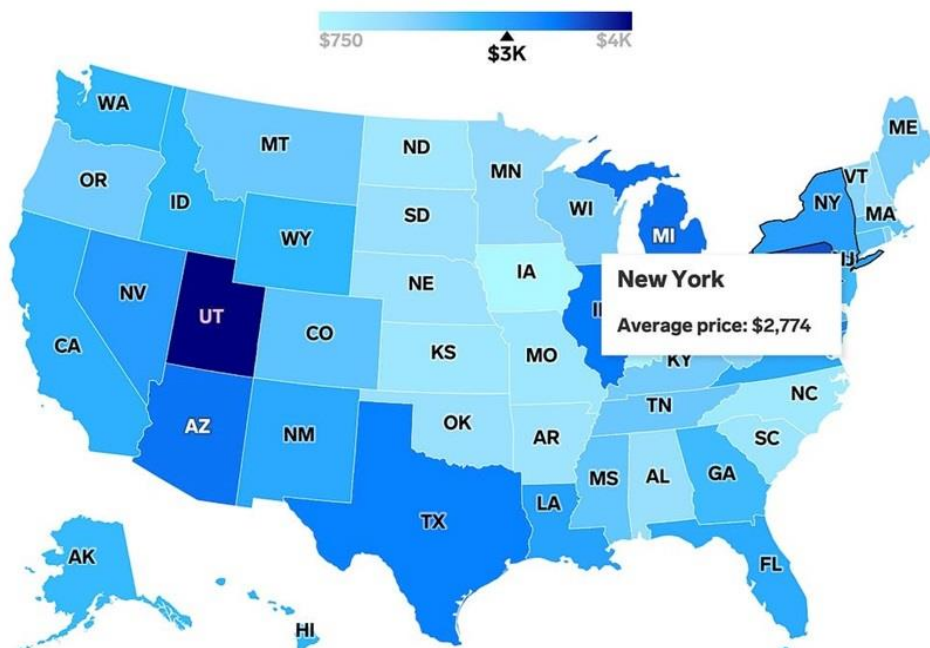 $750
$3K
$4K
WA
MT
ND
MN
ME
OR
ID
SD
WI
VT
NY
MA
WY
MI
NV
UT
NE
IA
New York
NJ
CA
CO
KS
MO
Average price: $2,774
KY
AZ
NM
OK
AR
TN
NC
SC
MS
AL
GA
TX
LA
AK
FL
HI